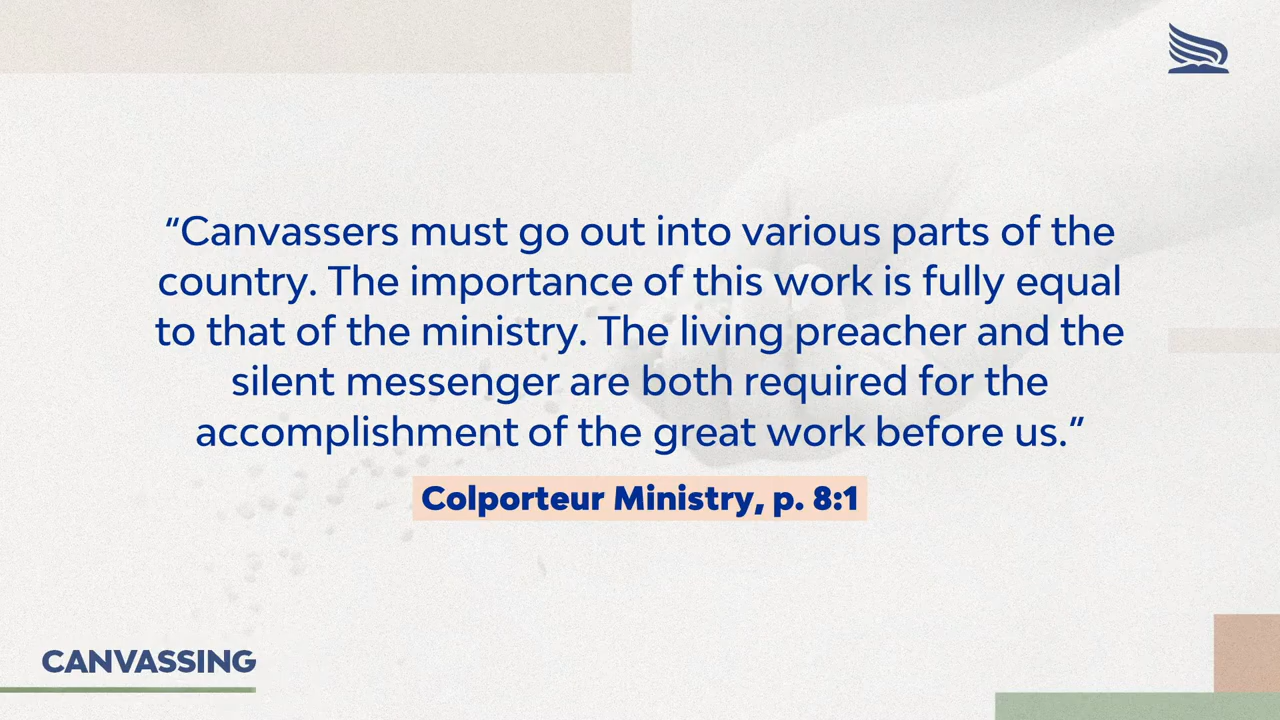 “Canvassers must go out into various parts of the
country. The importance of this work is fully equal
to that of the ministry. The living preacher and the
silent messenger are both required for the
accomplishment of the great work before us.”
Colporteur Ministry, p. 8:1
CANVASSING